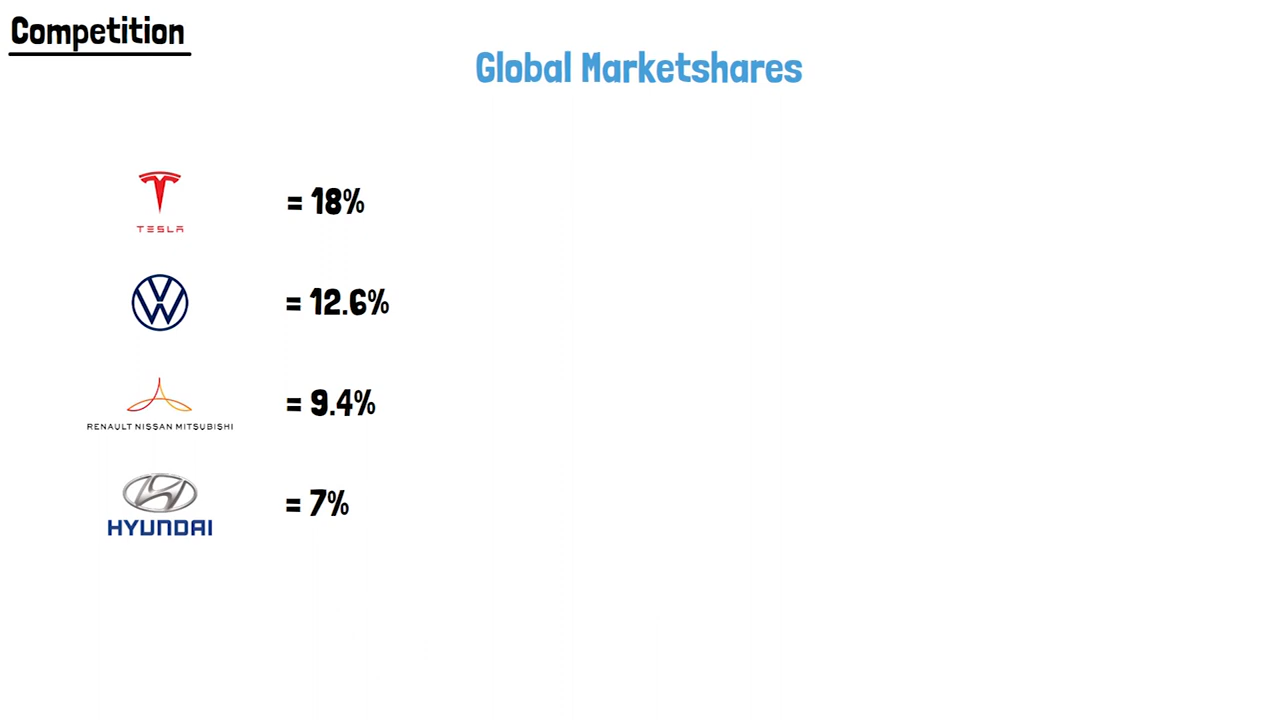 Competition
Global Marketshares
TESLA
= 18%
= 12.6%
RENAULT NISSAN MITSUBISHI
= 9.4%
HYUNDAI
= 7%